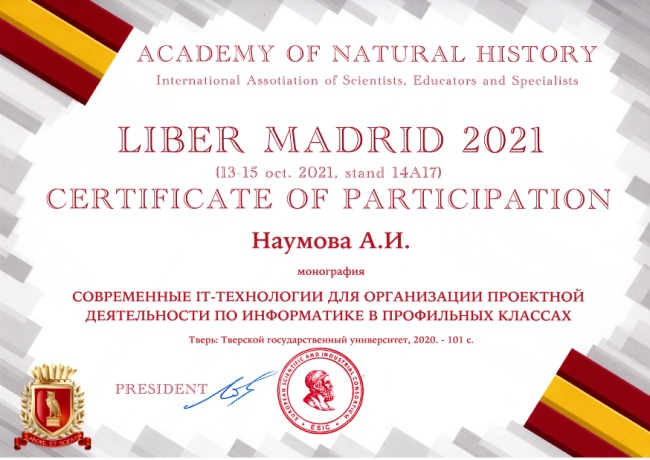 ACADEMY OF NATURAL HISTORY
International Assotiation of Scientists, Educators and Specialists
LIBER MADRID 2021
(13-15 oct. 2021, stand 14A17)
CERTIFICATE OF PARTICIPATION
Наумова А.И.
монография
СОВРЕМЕННЫЕ IT-ТЕХНОЛОГИИ ДЛЯ ОРГАНИЗАЦИИ ПРОЕКТНОЙ
ДЕЯТЕЛЬНОСТИ ПО ИНФОРМАТИКЕ В ПРОФИЛЬНЫХ КЛАССАХ
Тверь: Тверской государственный университет, 2020. - 101 с.
PRESIDENT
EUROPEAN SCIENTIFIC AND INDUSTRIAL CONSORTIUM
ESIC